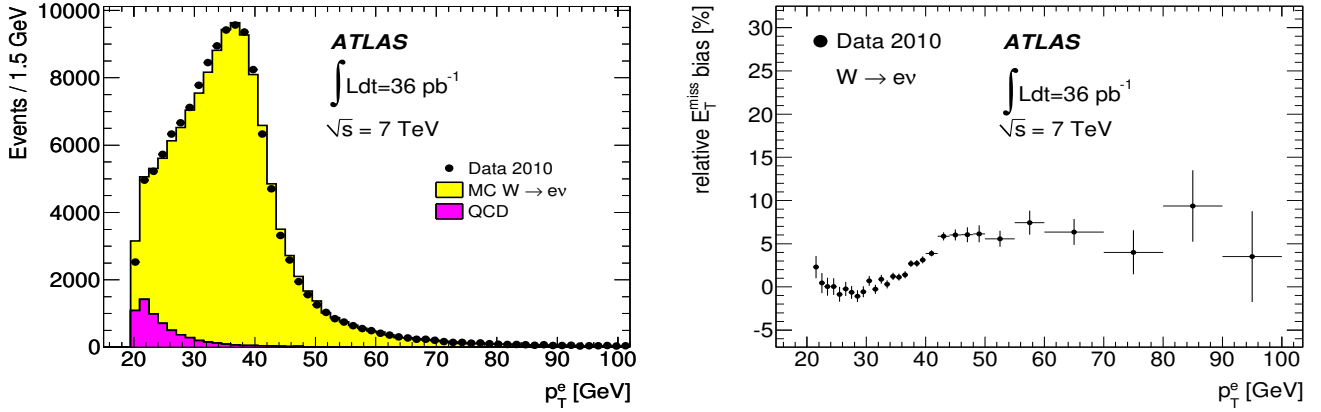 Events / 1.5 GeV
10000
8000
6000
4000
2000
0
ATLAS
∫ Ldt=36 pb⁻¹
√s = 7 TeV
Data 2010
MC W → eν
QCD
20 30 40 50 60 70 80 90 100
pₜᵉ [GeV]
relative E_T^miss bias [%]
30
25
20
15
10
5
0
-5
Data 2010
W → eν
ATLAS
∫ Ldt=36 pb⁻¹
√s = 7 TeV
20 30 40 50 60 70 80 90 100
p_T^e [GeV]